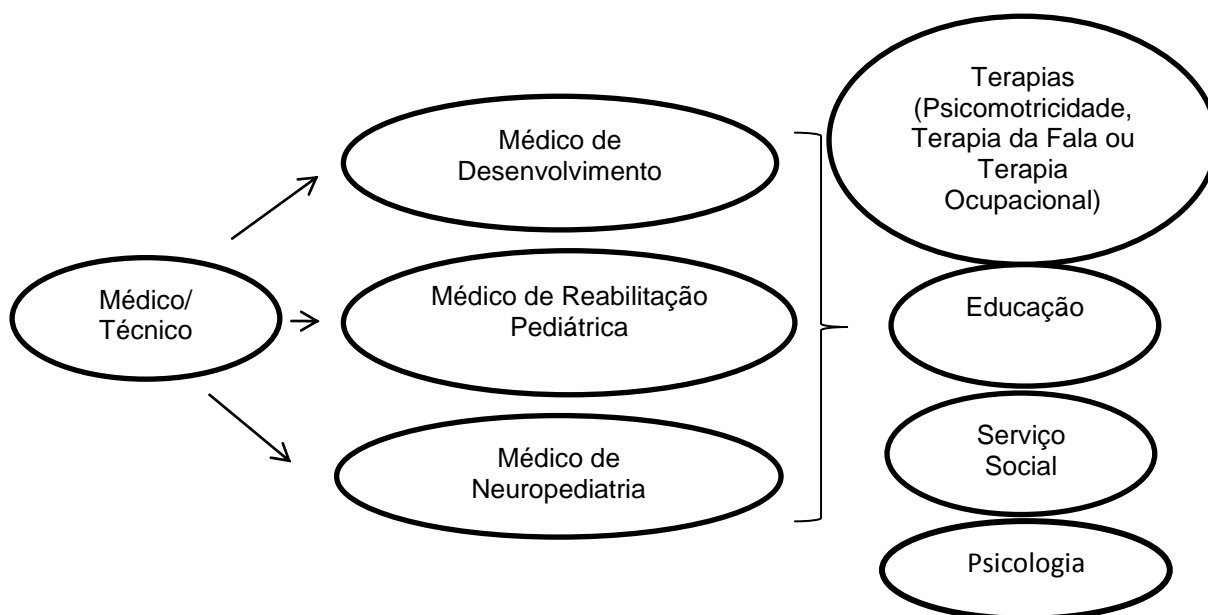 Médico/
Técnico
Médico de
Desenvolvimento
Médico de Reabilitação
Pediátrica
Médico de
Neuropediatria
Terapias
(Psicomotricidade,
Terapia da Fala ou
Terapia
Ocupacional)
Educação
Serviço
Social
Psicologia